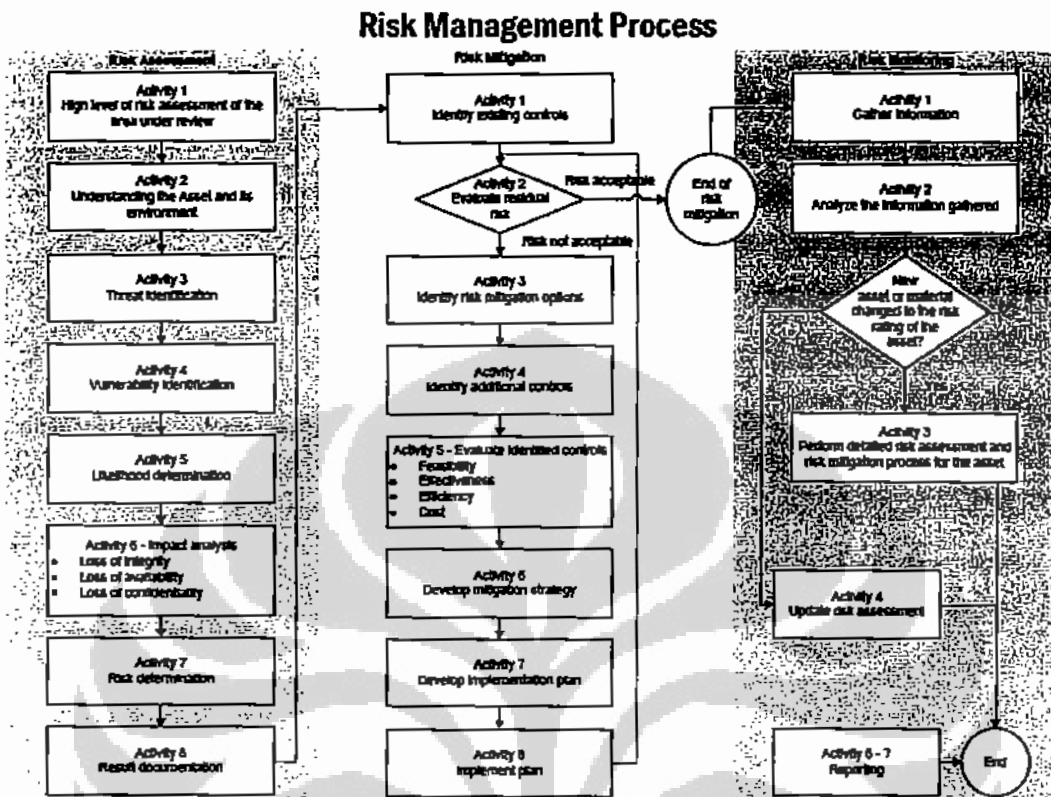 Risk Management Process
Risk Assessment
Activity 1
High level of risk assessment of the
area under review
Activity 2
Understanding the Asset and its
environment
Activity 3
Threat Identification
Activity 4
Vulnerability Identification
Activity 5
Likelihood determination
Activity 6 - Impact analysis
Loss of integrity
Loss of availability
Loss of confidentiality
Activity 7
Risk determination
Activity 8
Result documentation
Risk Mitigation
Activity 1
Identify existing controls
Activity 2
Evaluate residual
risk
Risk acceptable
Risk not acceptable
End of
risk
mitigation
Activity 3
Identify risk mitigation options
Activity 4
Identify additional controls
Activity 5 - Evaluate identified controls
Feasibility
Effectiveness
Efficiency
Cost
Activity 6
Develop mitigation strategy
Activity 7
Develop implementation plan
Activity 8
Implement plan
Risk Monitoring
Activity 1
Gather information
Activity 2
Analyze the information gathered
New
asset or material
changed to the risk
rating of the
asset?
Yes
Activity 3
Perform detailed risk assessment and
risk mitigation process for the asset
Activity 4
Update risk assessment
Activity 6 - 7
Reporting
End